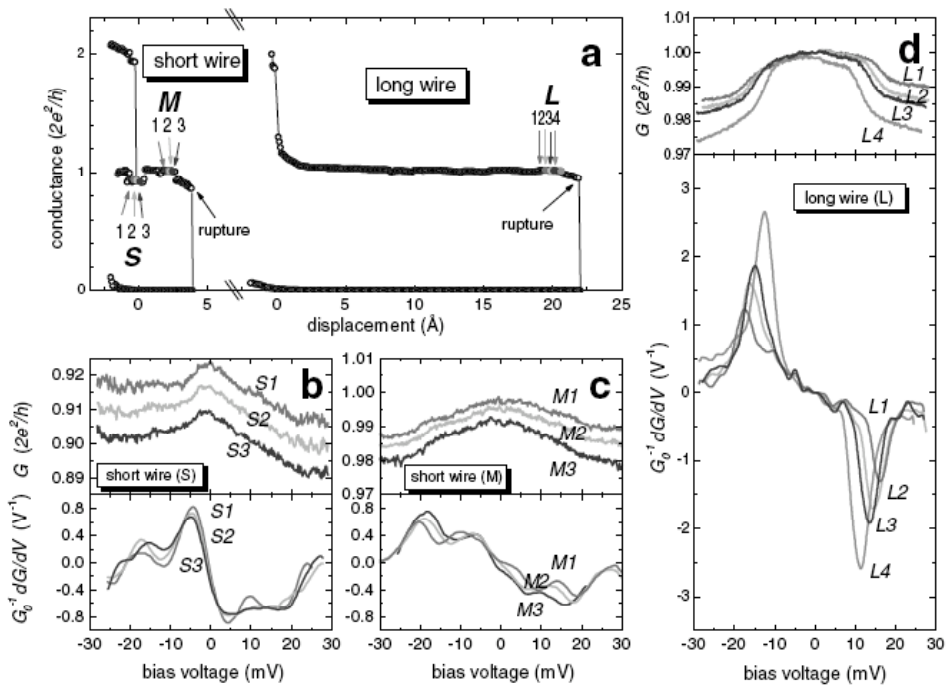 a
short wire
long wire
M
1 2 3
L
1234
1 2 3
S
rupture
rupture
conductance (2e²/h)
2
1
0
0
5
0
5
10
15
20
25
displacement (Å)
b
0.92
0.91
0.90
0.89
G (2e²/h)
S1
S2
S3
short wire (S)
0.8
0.4
0.0
-0.4
-0.8
G₀⁻¹ dG/dV (V⁻¹)
S1
S2
S3
-30 -20 -10 0 10 20 30
bias voltage (mV)
c
1.01
1.00
0.99
0.98
0.97
M1
M2
M3
short wire (M)
0.8
0.4
0.0
-0.4
-0.8
M1
M2
M3
-30 -20 -10 0 10 20 30
bias voltage (mV)
d
1.01
1.00
0.99
0.98
0.97
G (2e²/h)
L1
L2
L3
L4
long wire (L)
3
2
1
0
-1
-2
-3
G₀⁻¹ dG/dV (V⁻¹)
L1
L2
L3
L4
-30 -20 -10 0 10 20 30
bias voltage (mV)